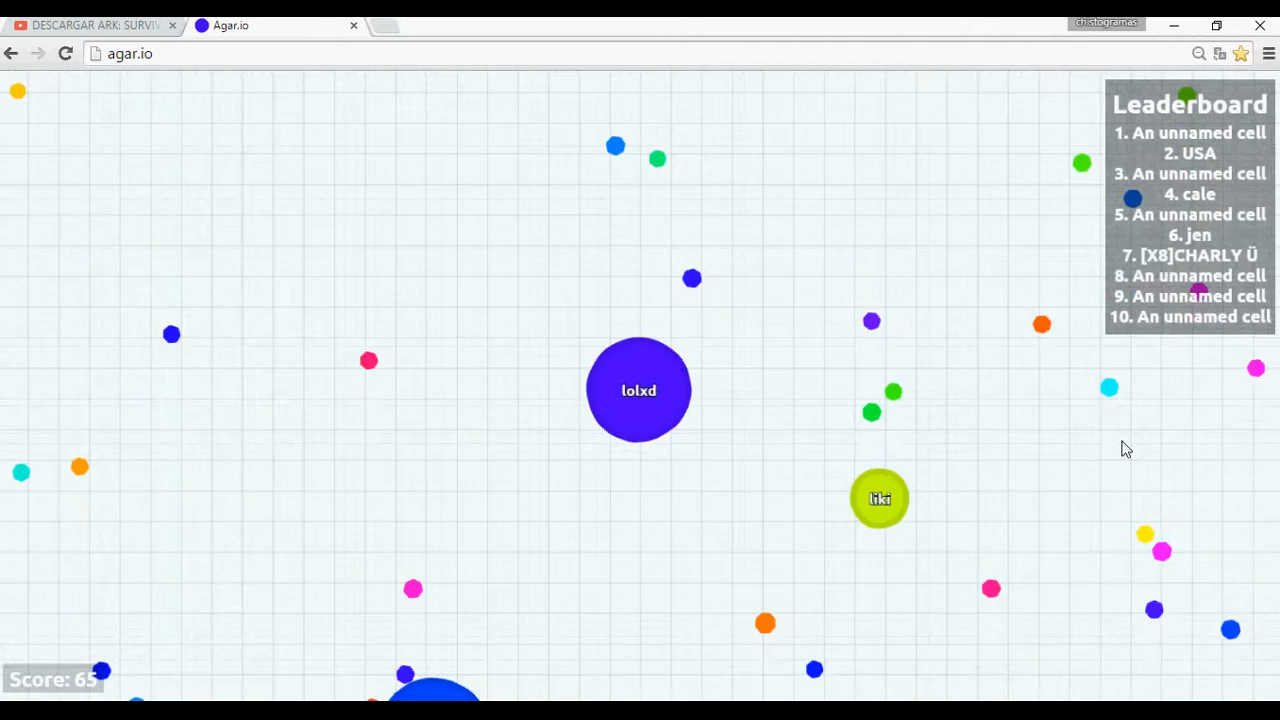 DESCARGAR ARK: SURVIV
Agar.io
chistogramas
agar.io
Leaderboard
1. An unnamed cell
2. USA
3. An unnamed cell
4. cale
5. An unnamed cell
6. jen
7. [X8]CHARLY Ü
8. An unnamed cell
9. An unnamed cell
10. An unnamed cell
lolxd
liki
Score: 65